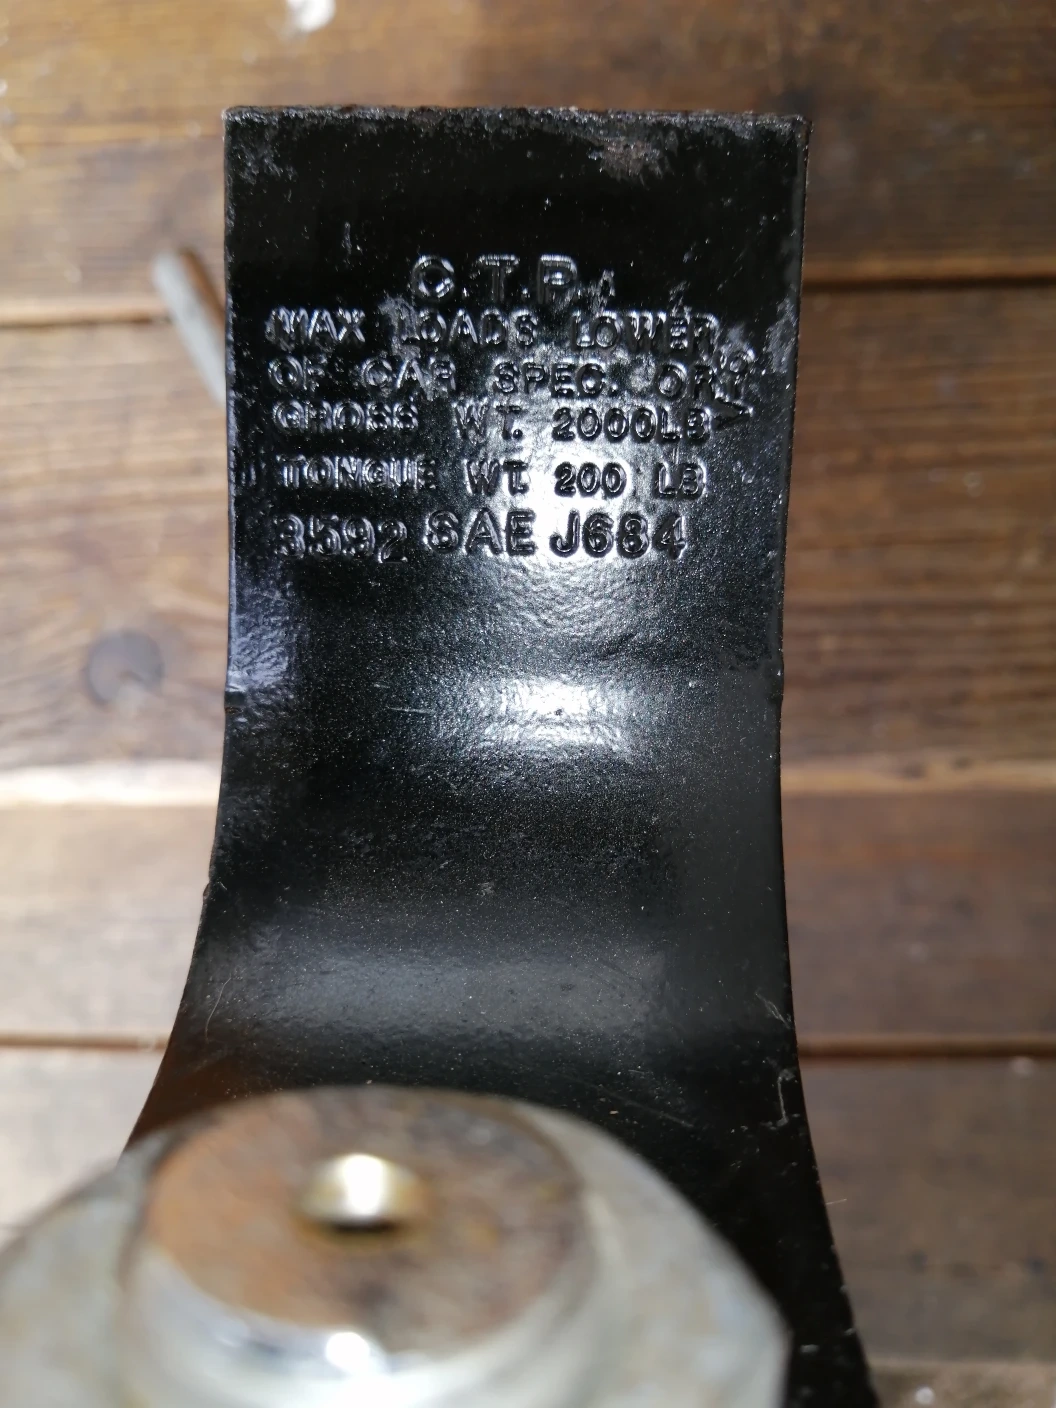 C.T.P.
MAX LOADS LOWER
OF CAR SPEC. OR
GROSS WT. 2000LB
TONGUE WT. 200 LB
3592 SAE J684